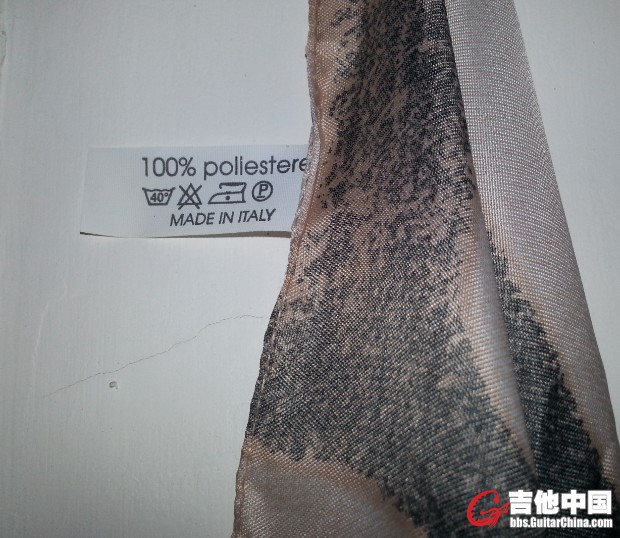 100% poliestere
40°
P
MADE IN ITALY
吉他中国
bbs.GuitarChina.com